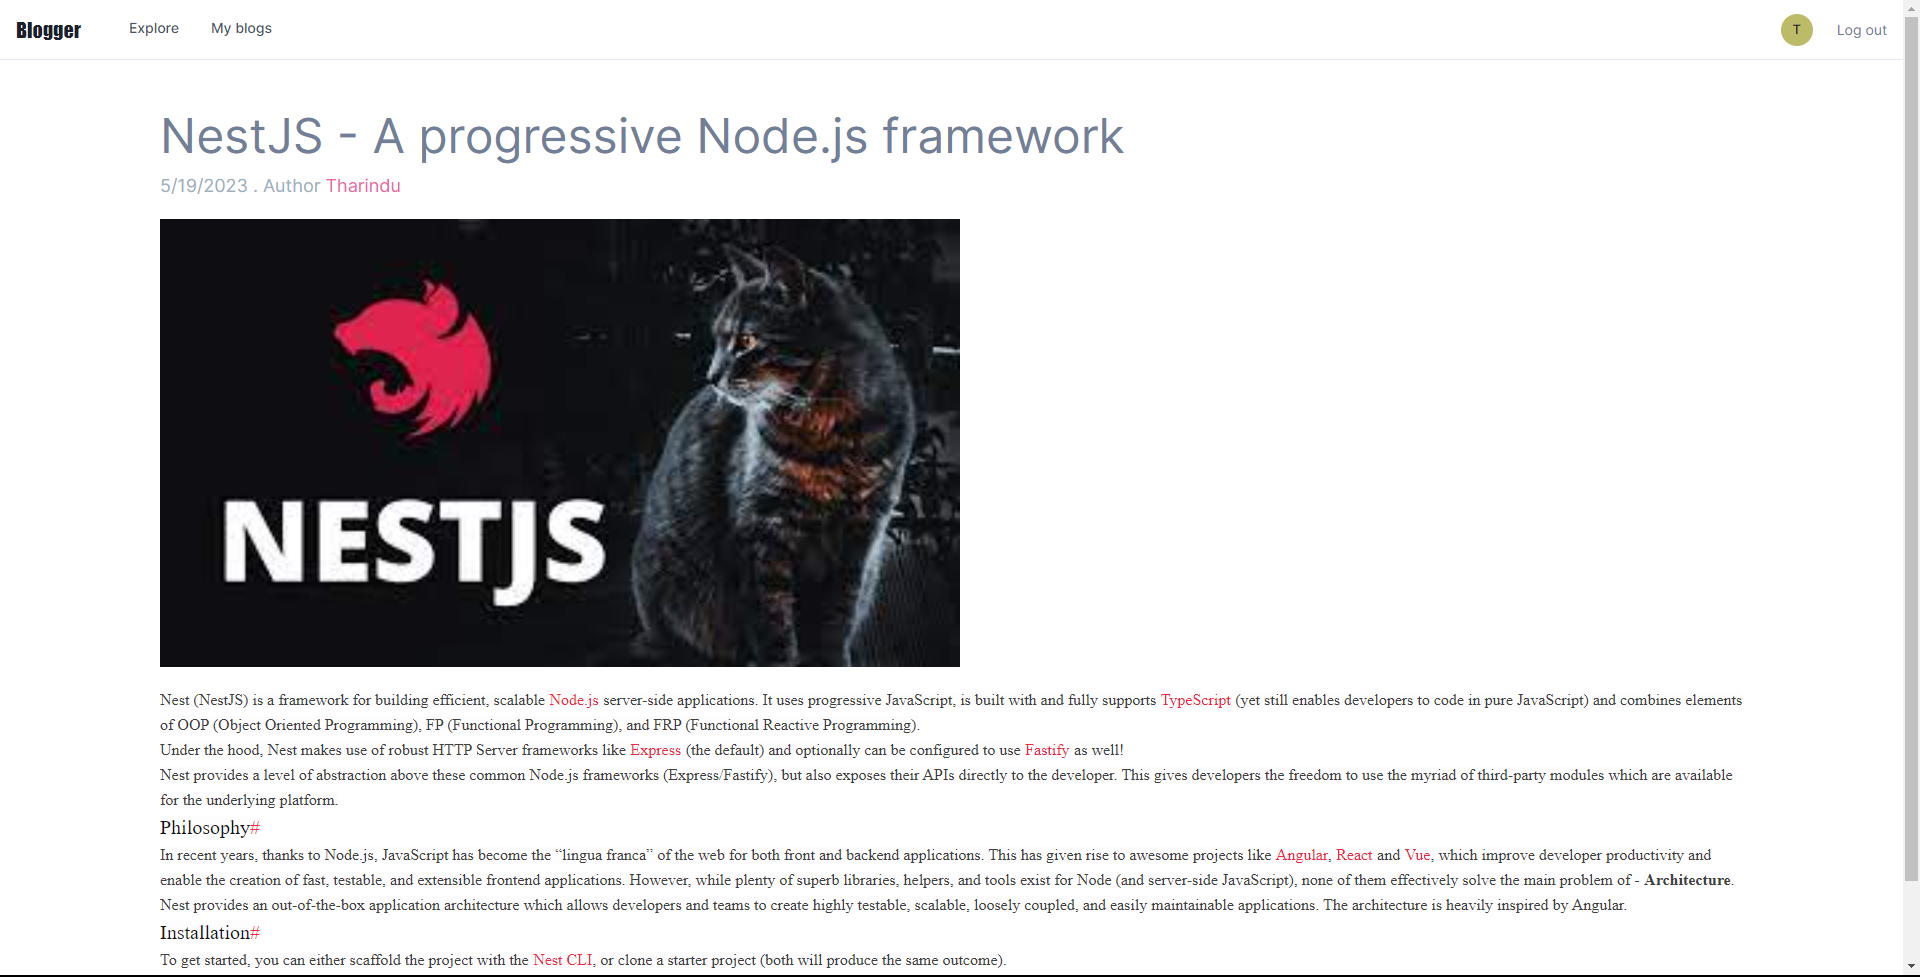 Blogger
Explore
My blogs
T
Log out
NestJS - A progressive Node.js framework
5/19/2023 . Author Tharindu
NESTJS
Nest (NestJS) is a framework for building efficient, scalable Node.js server-side applications. It uses progressive JavaScript, is built with and fully supports TypeScript (yet still enables developers to code in pure JavaScript) and combines elements
of OOP (Object Oriented Programming), FP (Functional Programming), and FRP (Functional Reactive Programming).
Under the hood, Nest makes use of robust HTTP Server frameworks like Express (the default) and optionally can be configured to use Fastify as well!
Nest provides a level of abstraction above these common Node.js frameworks (Express/Fastify), but also exposes their APIs directly to the developer. This gives developers the freedom to use the myriad of third-party modules which are available
for the underlying platform.
Philosophy#
In recent years, thanks to Node.js, JavaScript has become the “lingua franca” of the web for both front and backend applications. This has given rise to awesome projects like Angular, React and Vue, which improve developer productivity and
enable the creation of fast, testable, and extensible frontend applications. However, while plenty of superb libraries, helpers, and tools exist for Node (and server-side JavaScript), none of them effectively solve the main problem of - Architecture.
Nest provides an out-of-the-box application architecture which allows developers and teams to create highly testable, scalable, loosely coupled, and easily maintainable applications. The architecture is heavily inspired by Angular.
Installation#
To get started, you can either scaffold the project with the Nest CLI, or clone a starter project (both will produce the same outcome).